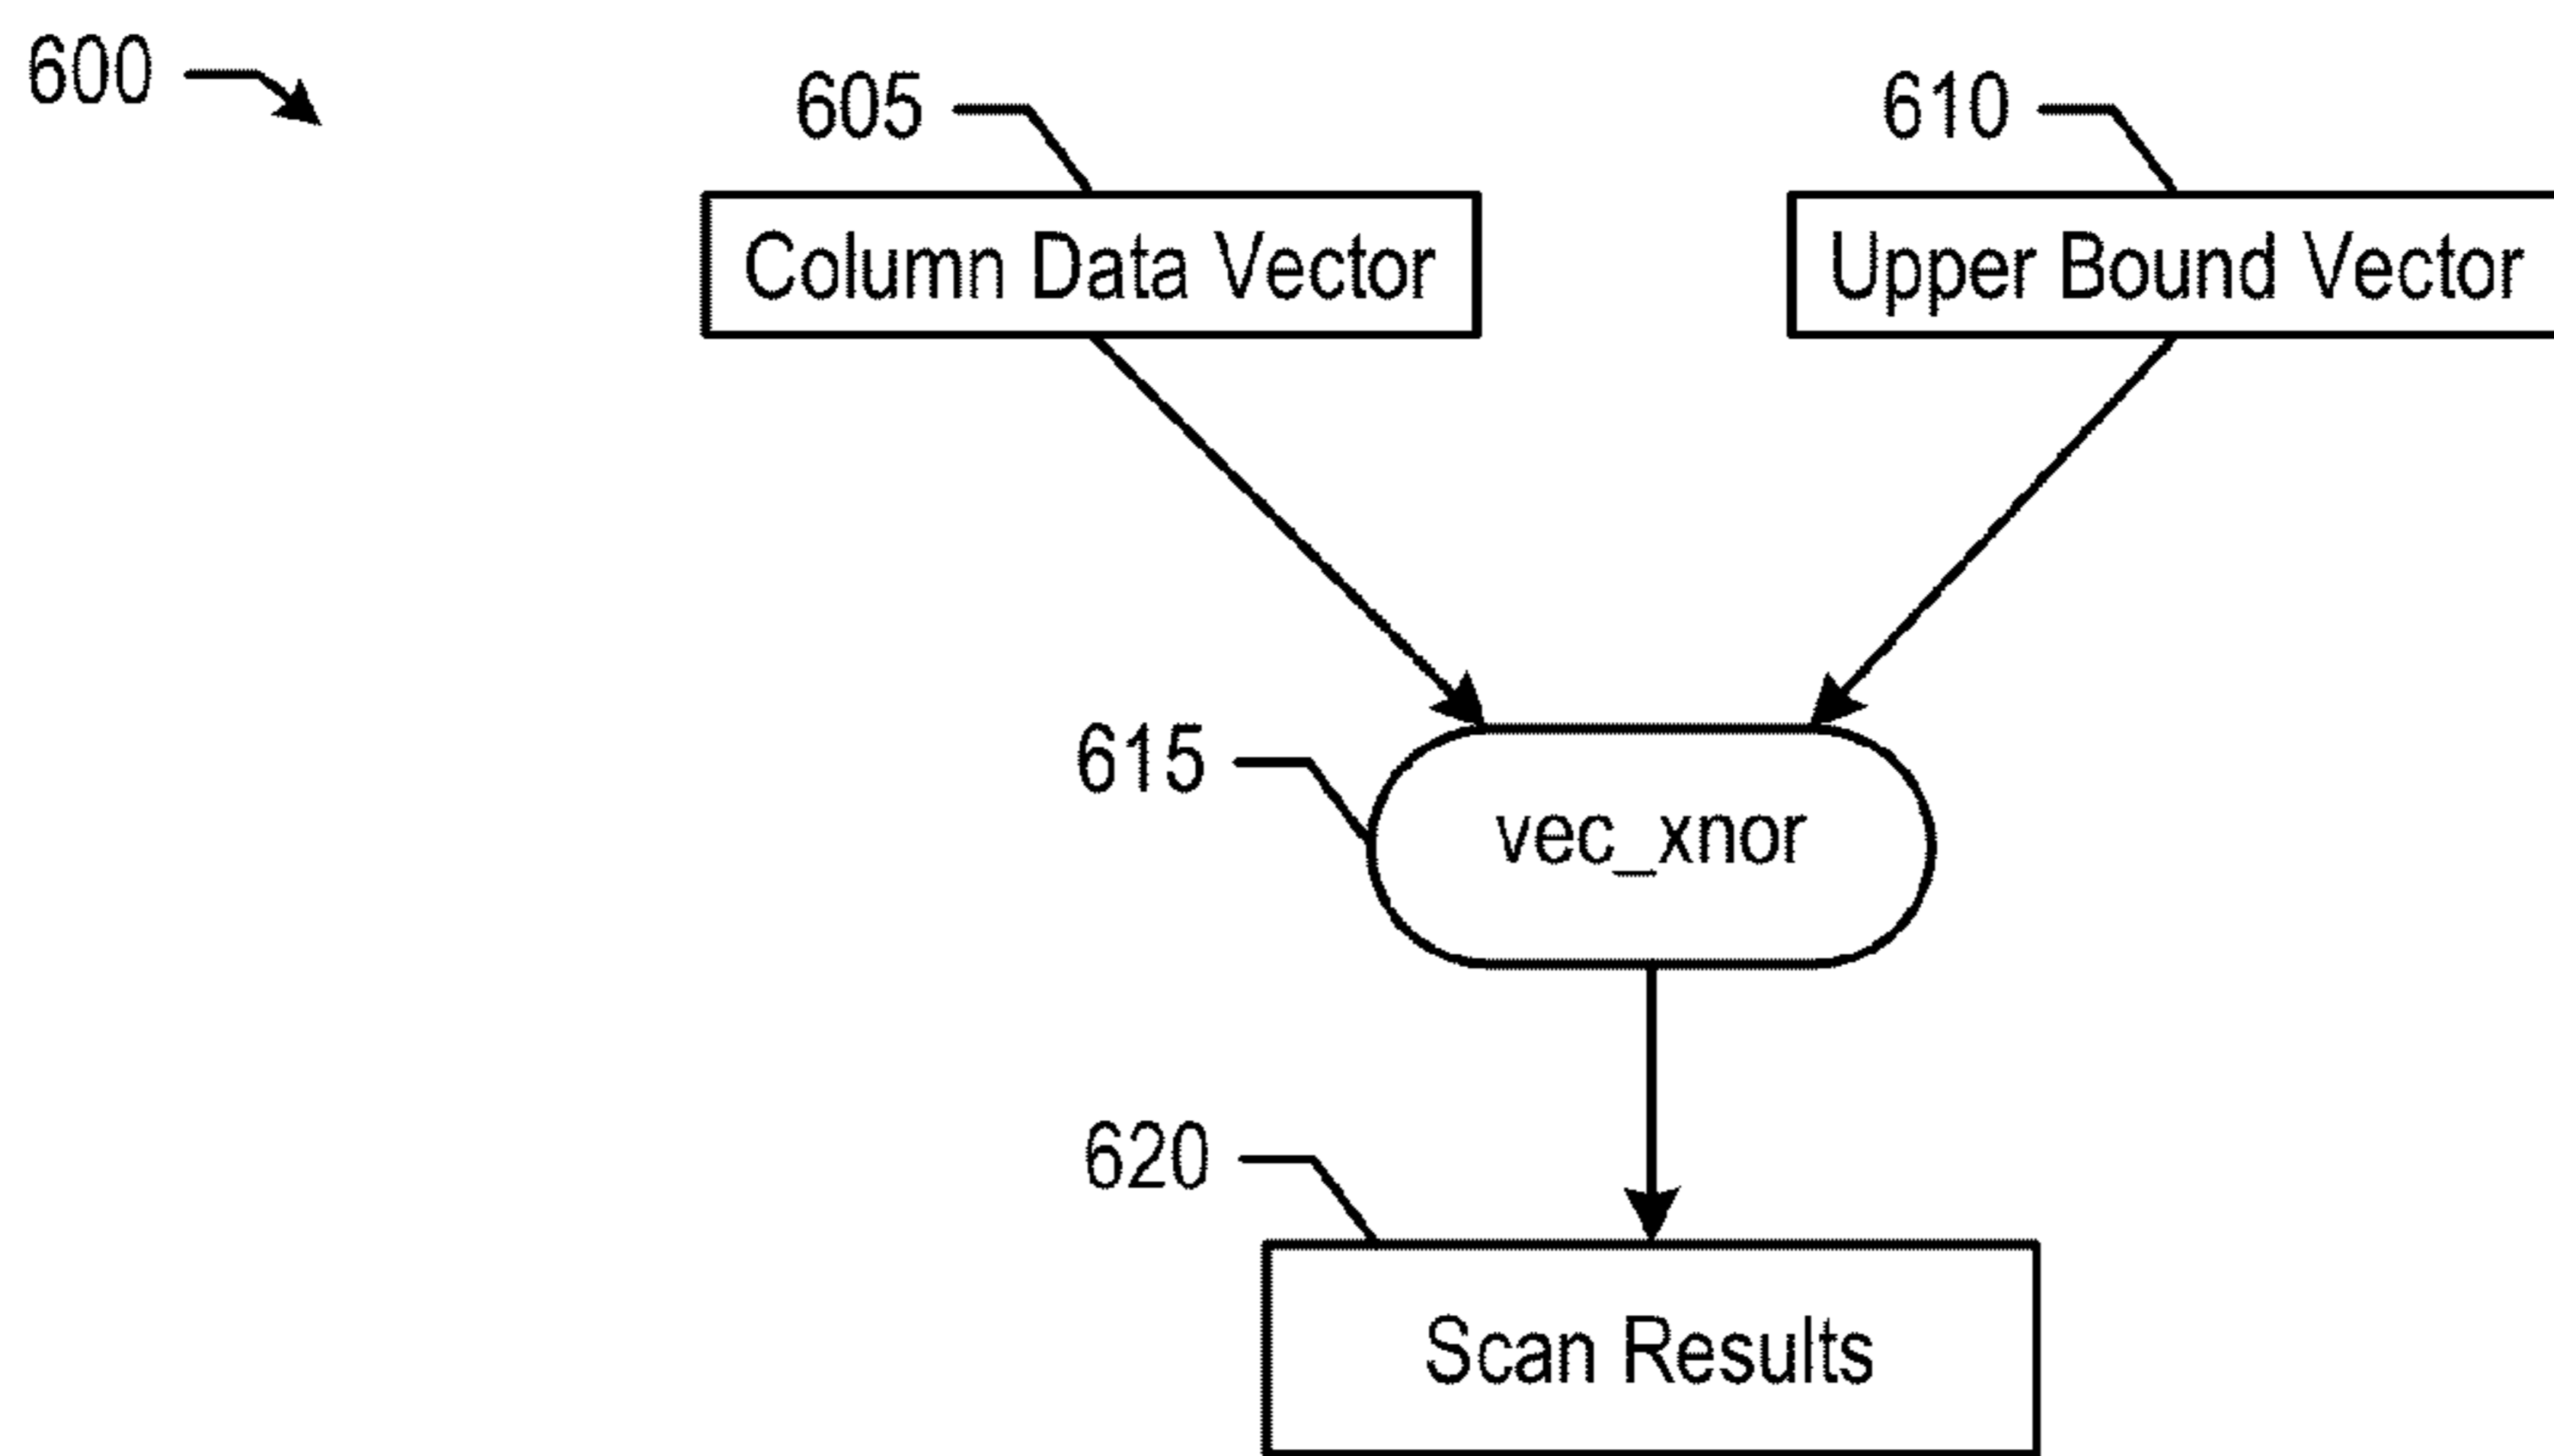 600
605
610
Column Data Vector
Upper Bound Vector
615
vec_xnor
620
Scan Results